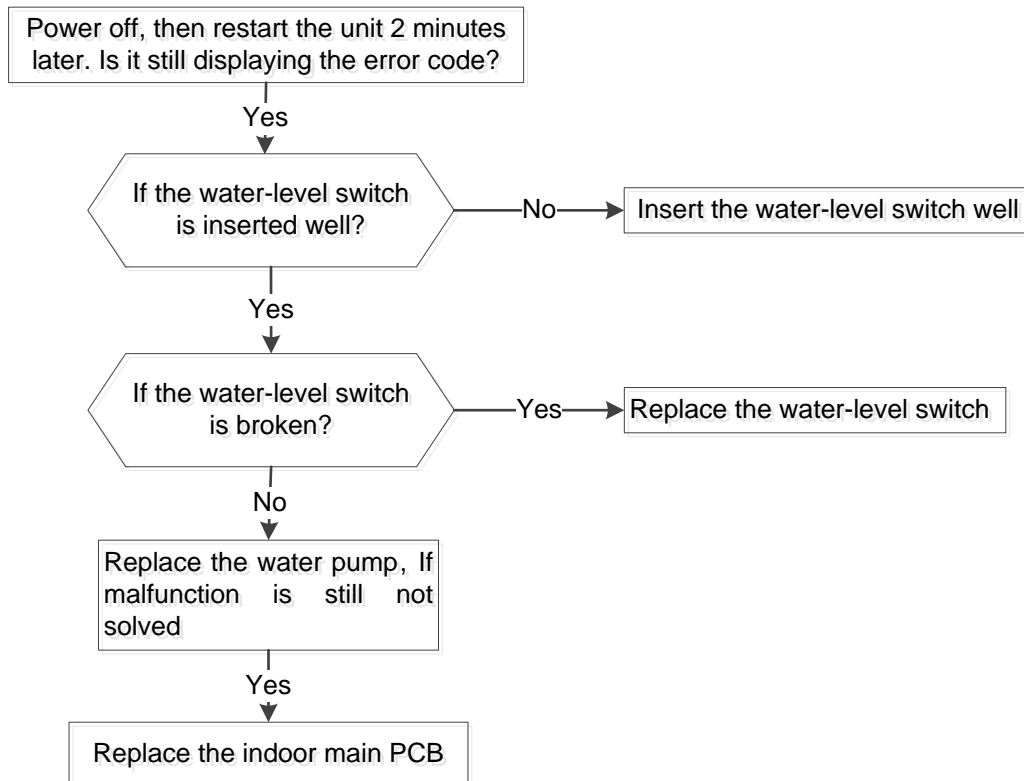 Power off, then restart the unit 2 minutes
later. Is it still displaying the error code?
Yes
If the water-level switch
is inserted well?
No
Insert the water-level switch well
Yes
If the water-level switch
is broken?
Yes
Replace the water-level switch
No
Replace the water pump, If
malfunction is still not
solved
Yes
Replace the indoor main PCB